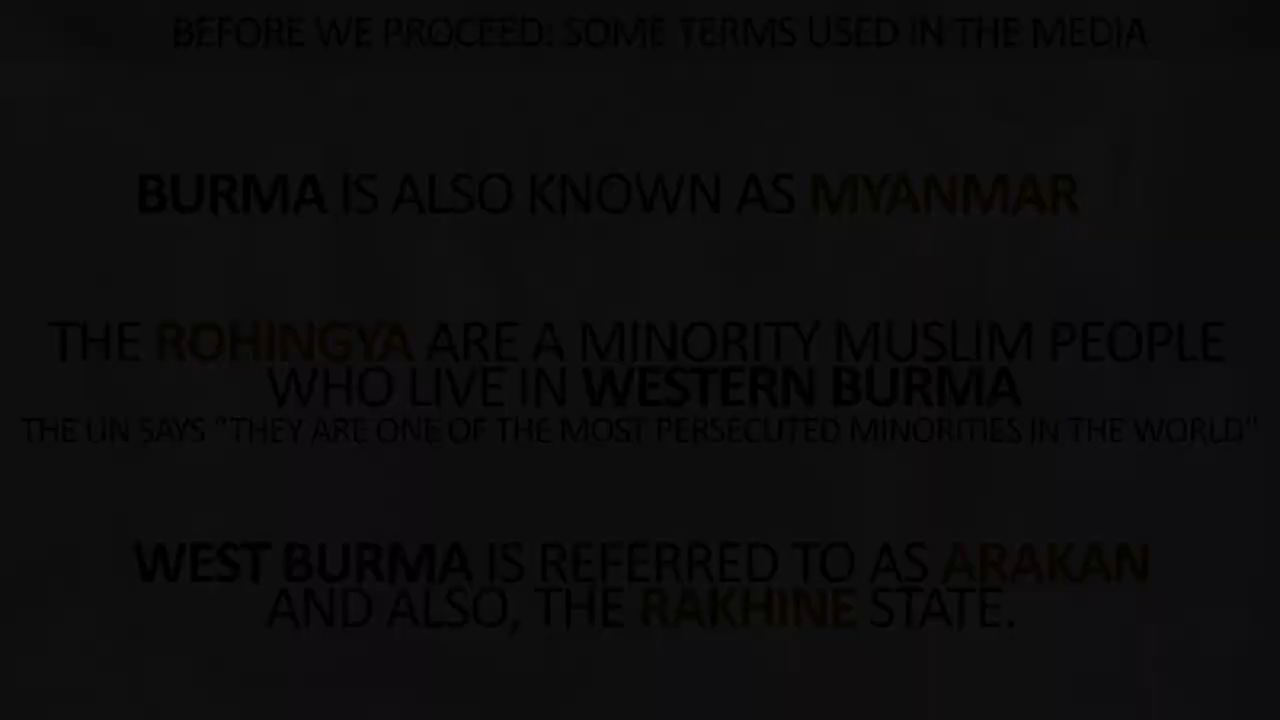 BEFORE WE PROCEED: SOME TERMS USED IN THE MEDIA
BURMA IS ALSO KNOWN AS MYANMAR
THE ROHINGYA ARE A MINORITY MUSLIM PEOPLE
WHO LIVE IN WESTERN BURMA
THE UN SAYS "THEY ARE ONE OF THE MOST PERSECUTED MINORITIES IN THE WORLD"
WEST BURMA IS REFERRED TO AS ARAKAN
AND ALSO, THE RAKHINE STATE.